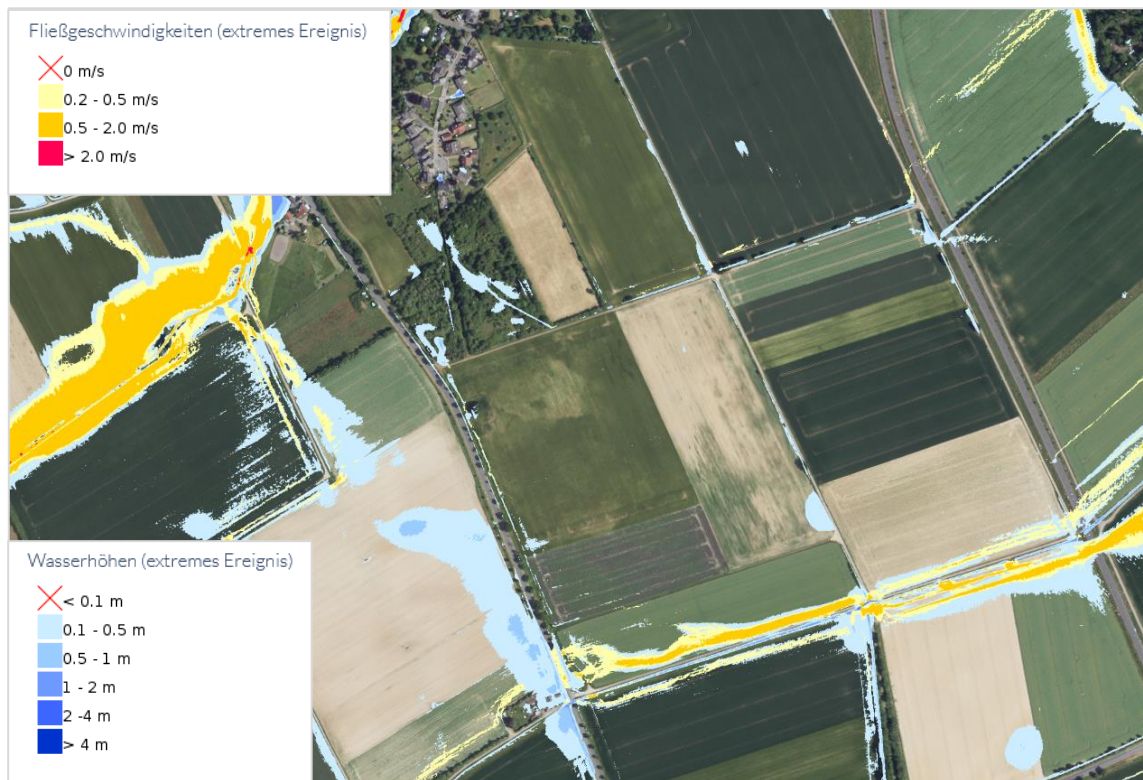 Fließgeschwindigkeiten (extremes Ereignis)
0 m/s
0.2 - 0.5 m/s
0.5 - 2.0 m/s
> 2.0 m/s
Wasserhöhen (extremes Ereignis)
< 0.1 m
0.1 - 0.5 m
0.5 - 1 m
1 - 2 m
2 -4 m
> 4 m